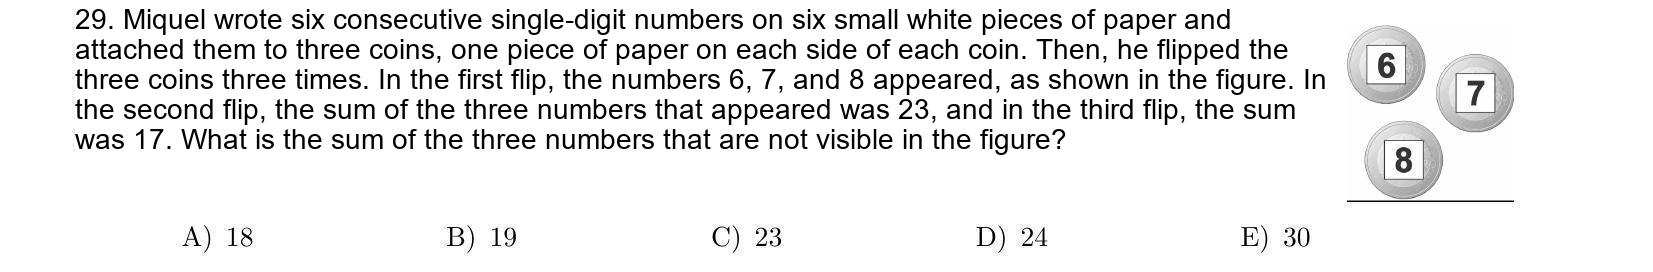 29. Miquel wrote six consecutive single-digit numbers on six small white pieces of paper and
attached them to three coins, one piece of paper on each side of each coin. Then, he flipped the
three coins three times. In the first flip, the numbers 6, 7, and 8 appeared, as shown in the figure. In
the second flip, the sum of the three numbers that appeared was 23, and in the third flip, the sum
was 17. What is the sum of the three numbers that are not visible in the figure?
6
7
8
A) 18 B) 19 C) 23 D) 24 E) 30